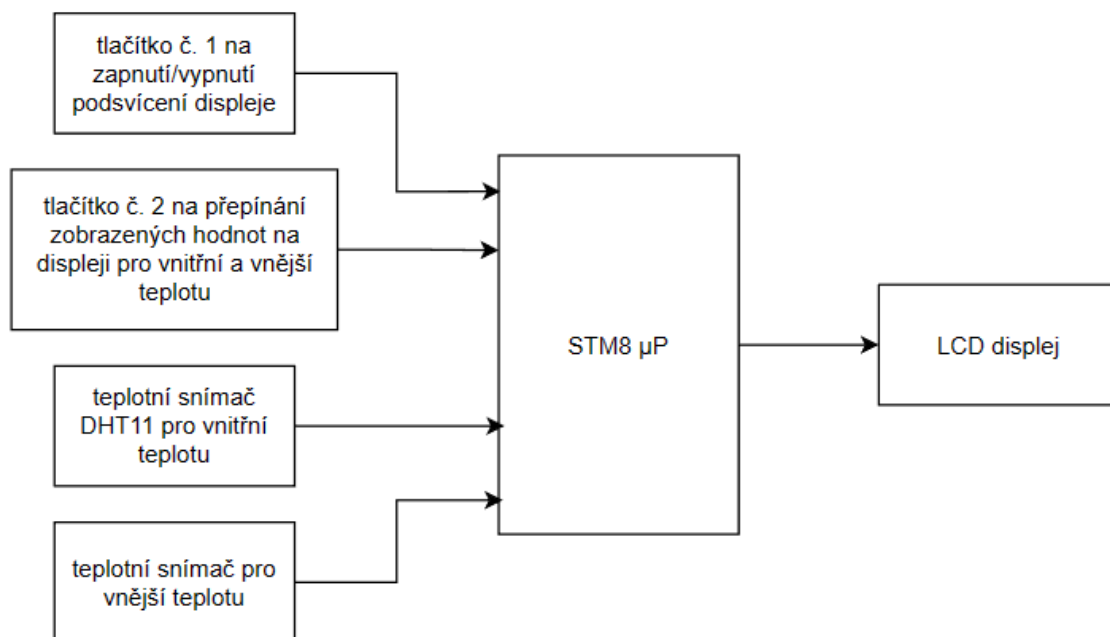 tlačítko č. 1 na
zapnutí/vypnutí
podsvícení displeje
tlačítko č. 2 na přepínání
zobrazených hodnot na
displeji pro vnitřní a vnější
teplotu
teplotní snímač
DHT11 pro vnitřní
teplotu
teplotní snímač pro
vnější teplotu
STM8 µP
LCD displej